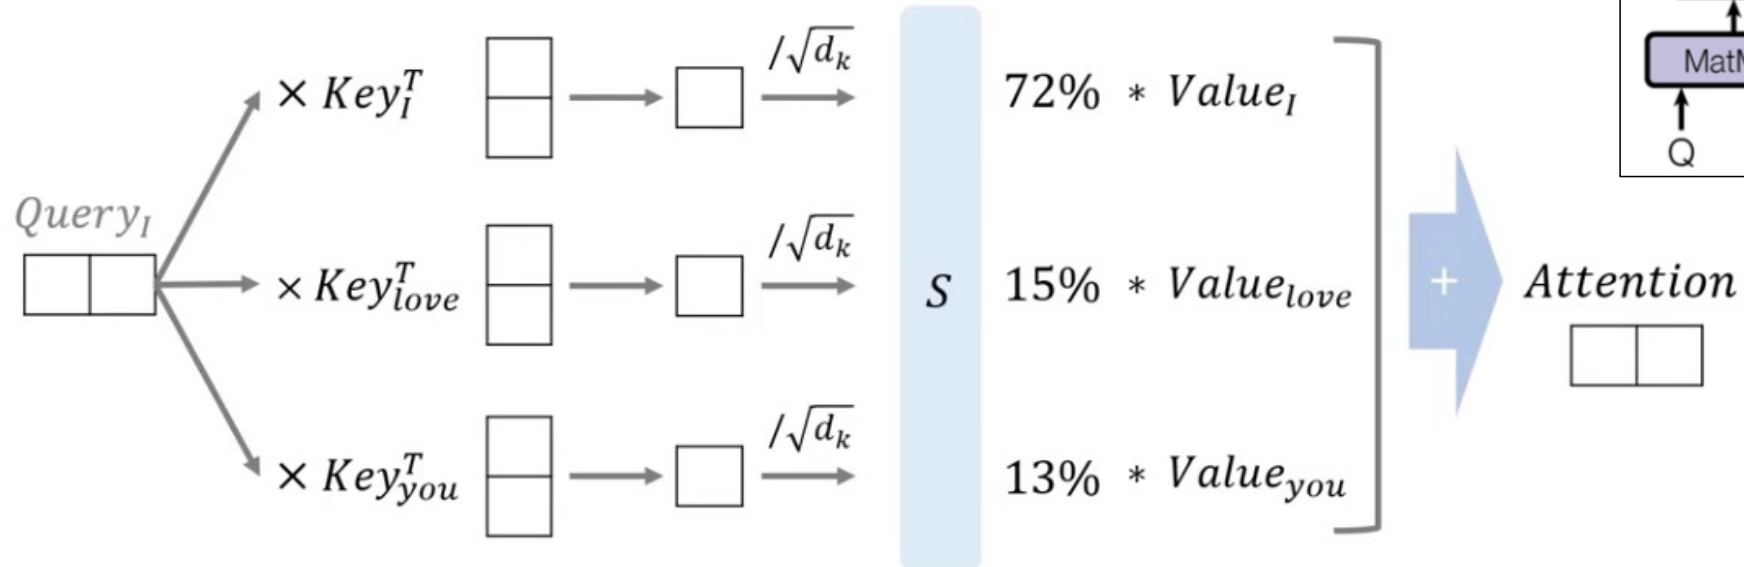 × Key_I^T /√d_k 72% * Value_I
Query_I
× Key_love^T /√d_k S 15% * Value_love + Attention
× Key_you^T /√d_k 13% * Value_you
Q